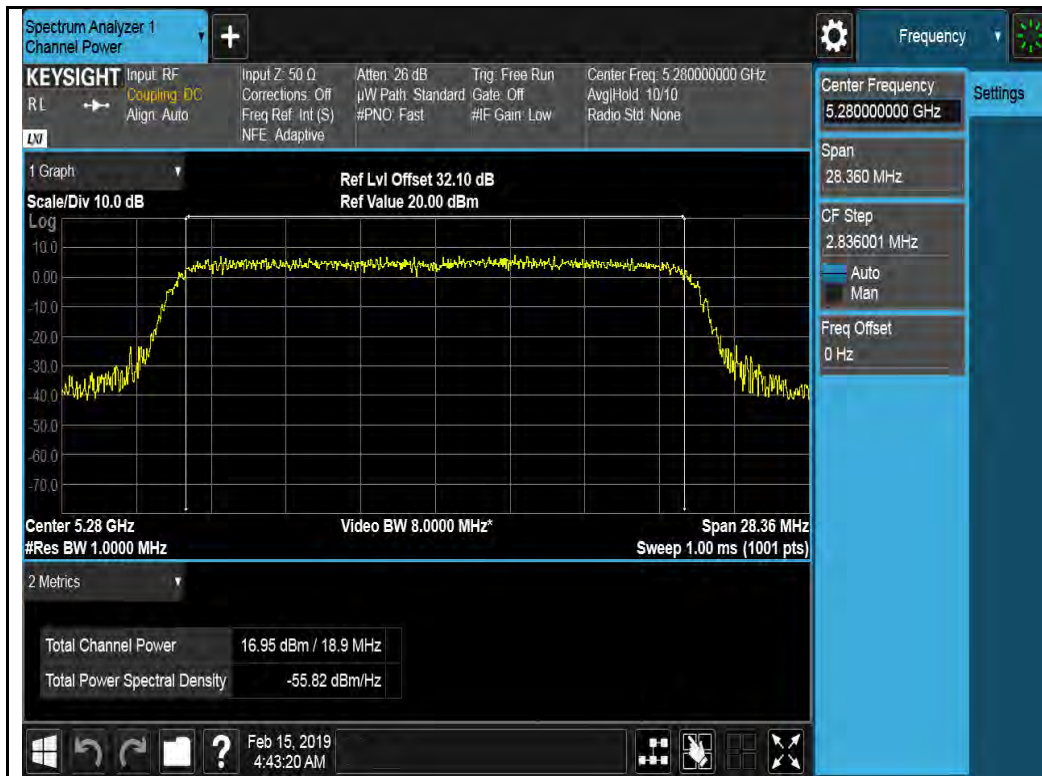 Spectrum Analyzer 1
Channel Power
+
Frequency
KEYSIGHT
RL
LXI
Input: RF
Coupling: DC
Align: Auto
Input Z: 50 Ω
Corrections: Off
Freq Ref: Int (S)
NFE: Adaptive
Atten: 26 dB
µW Path: Standard
#PNO: Fast
Trig: Free Run
Gate: Off
#IF Gain: Low
Center Freq: 5.280000000 GHz
Avg|Hold: 10/10
Radio Std: None
Center Frequency
5.280000000 GHz
Settings
Span
28.360 MHz
CF Step
2.836001 MHz
Auto
Man
Freq Offset
0 Hz
1 Graph
Scale/Div 10.0 dB
Ref Lvl Offset 32.10 dB
Ref Value 20.00 dBm
Log
10.0
0.00
-10.0
-20.0
-30.0
-40.0
-50.0
-60.0
-70.0
Center 5.28 GHz
#Res BW 1.0000 MHz
Video BW 8.0000 MHz*
Span 28.36 MHz
Sweep 1.00 ms (1001 pts)
2 Metrics
Total Channel Power 16.95 dBm / 18.9 MHz
Total Power Spectral Density -55.82 dBm/Hz
?
Feb 15, 2019
4:43:20 AM